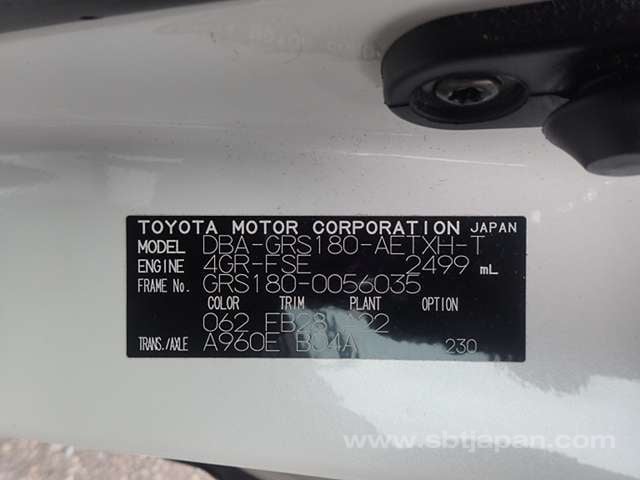 TOYOTA MOTOR CORPORATION JAPAN
MODEL DBA-GRS180-AETXH-T
ENGINE 4GR-FSE 2499 mL
FRAME No. GRS180-0056035
COLOR TRIM PLANT OPTION
062 FB28 A22
TRANS./AXLE A960E B04A 230
www.sbtjapan.com